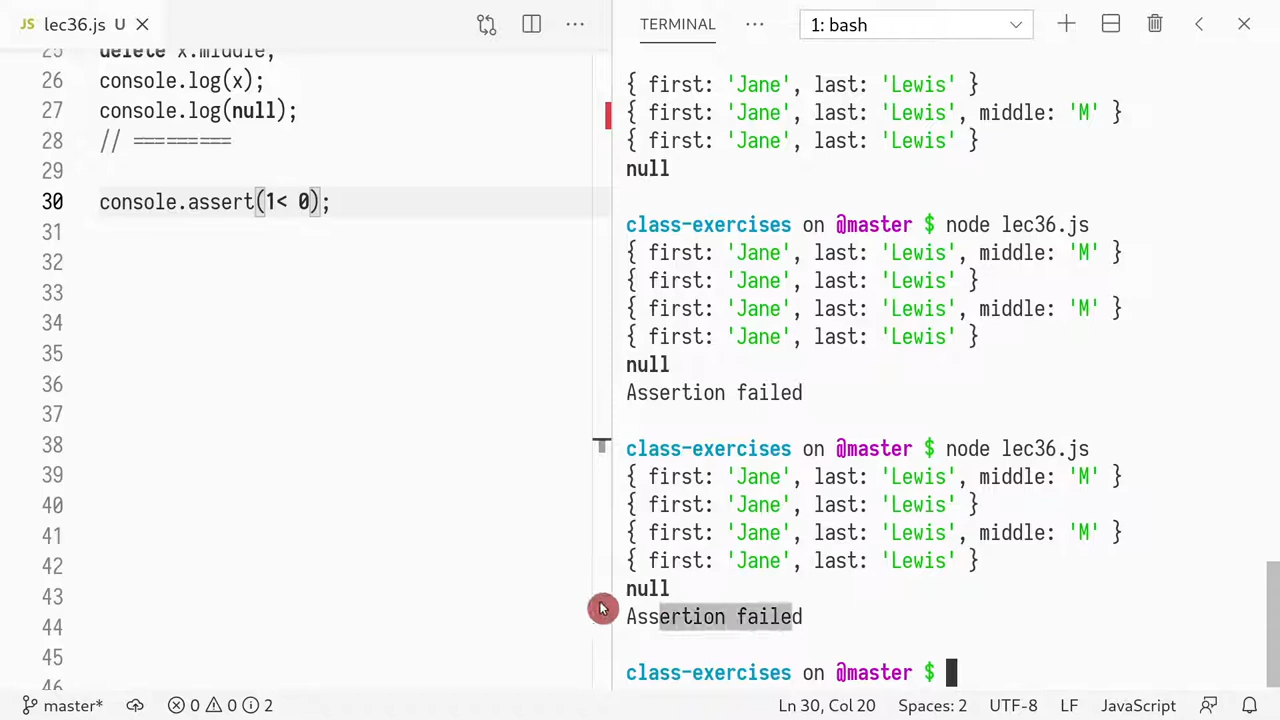 JS lec36.js U
25 delete x.middle;
26 console.log(x);
27 console.log(null);
28 // =========
29
30 console.assert(1< 0);
31
32
33
34
35
36
37
38
39
40
41
42
43
44
45
46
TERMINAL ··· 1: bash
{ first: 'Jane', last: 'Lewis' }
{ first: 'Jane', last: 'Lewis', middle: 'M' }
{ first: 'Jane', last: 'Lewis' }
null
class-exercises on @master $ node lec36.js
{ first: 'Jane', last: 'Lewis', middle: 'M' }
{ first: 'Jane', last: 'Lewis' }
{ first: 'Jane', last: 'Lewis', middle: 'M' }
{ first: 'Jane', last: 'Lewis' }
null
Assertion failed
class-exercises on @master $ node lec36.js
{ first: 'Jane', last: 'Lewis', middle: 'M' }
{ first: 'Jane', last: 'Lewis' }
{ first: 'Jane', last: 'Lewis', middle: 'M' }
{ first: 'Jane', last: 'Lewis' }
null
Assertion failed
class-exercises on @master $
master* 0 0 2 Ln 30, Col 20 Spaces: 2 UTF-8 LF JavaScript